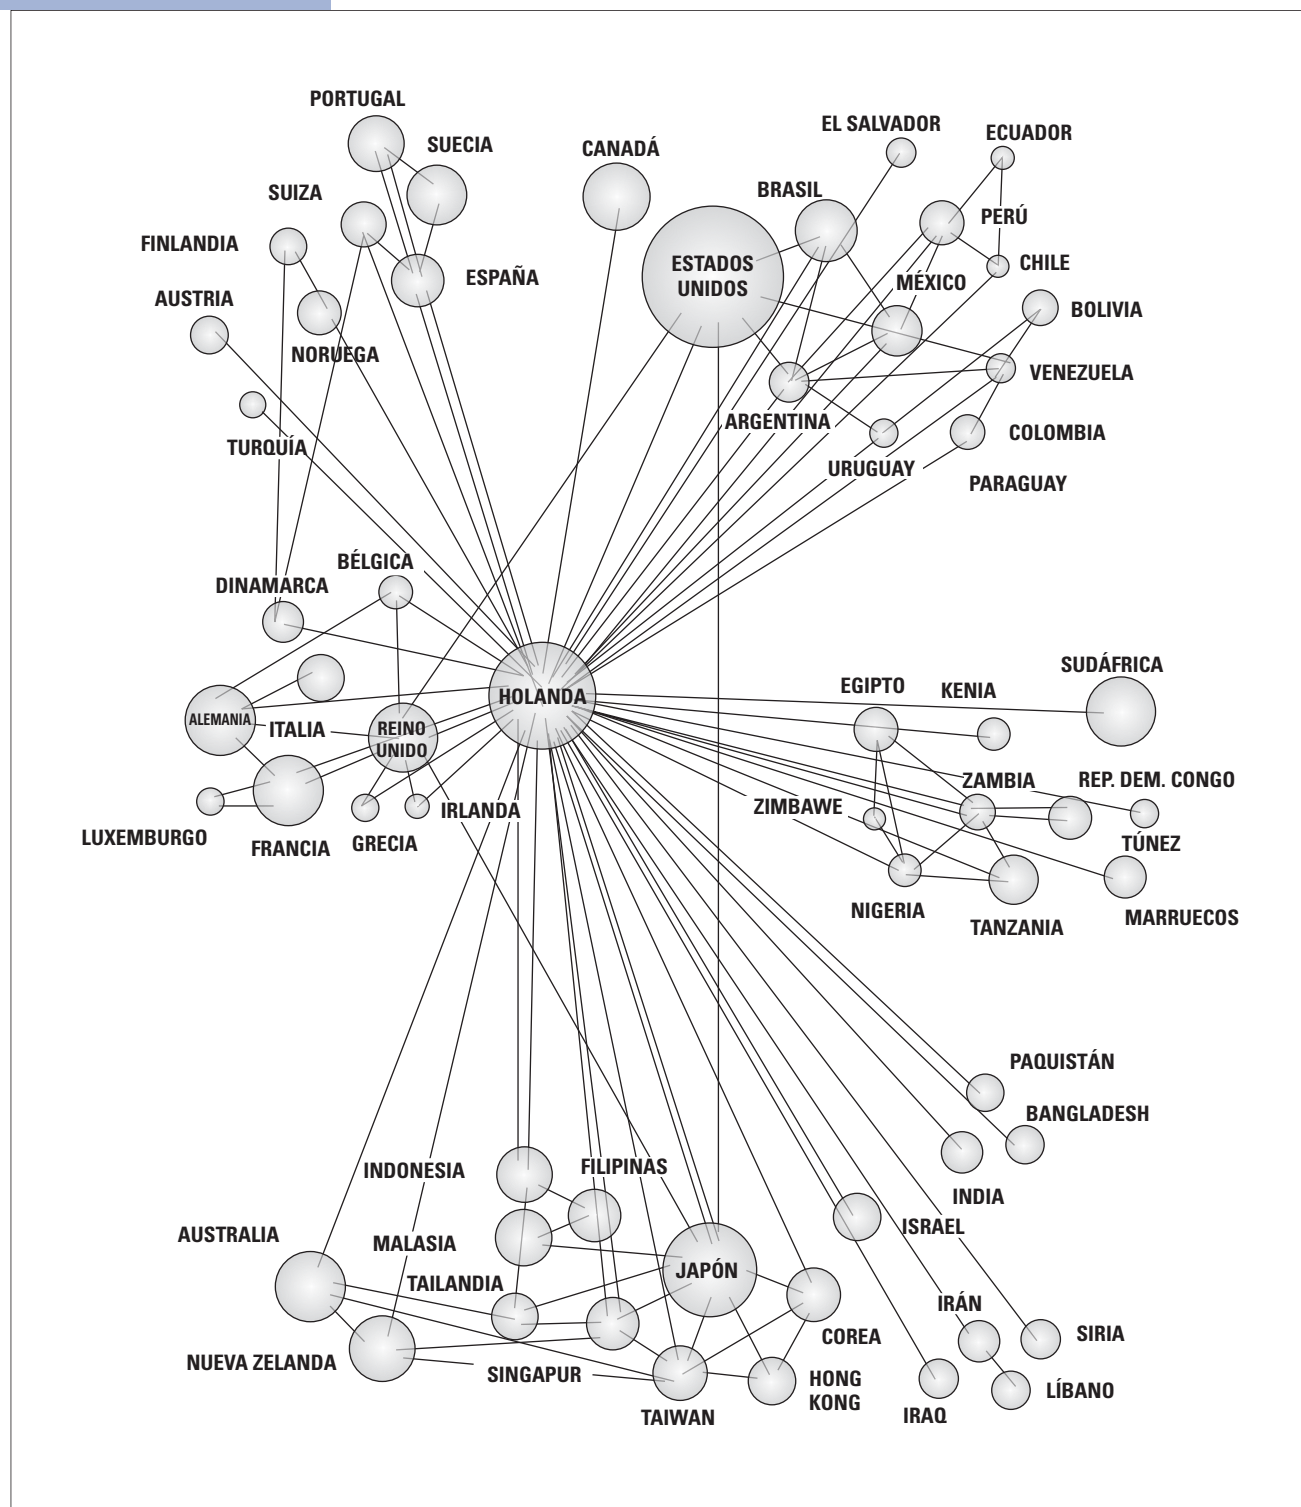 PORTUGAL
SUECIA
SUIZA
FINLANDIA
ESPAÑA
AUSTRIA
NORUEGA
TURQUÍA
CANADÁ
EL SALVADOR
ECUADOR
BRASIL
PERÚ
ESTADOS
UNIDOS
CHILE
MÉXICO
BOLIVIA
VENEZUELA
ARGENTINA
COLOMBIA
URUGUAY
PARAGUAY
BÉLGICA
DINAMARCA
HOLANDA
ALEMANIA
ITALIA
REINO
UNIDO
IRLANDA
LUXEMBURGO
FRANCIA
GRECIA
SUDÁFRICA
EGIPTO
KENIA
ZAMBIA
REP. DEM. CONGO
ZIMBAWE
TÚNEZ
NIGERIA
TANZANIA
MARRUECOS
PAQUISTÁN
BANGLADESH
INDIA
ISRAEL
INDONESIA
FILIPINAS
AUSTRALIA
MALASIA
TAILANDIA
JAPÓN
IRÁN
SIRIA
COREA
NUEVA ZELANDA
SINGAPUR
HONG
KONG
LÍBANO
TAIWAN
IRAQ